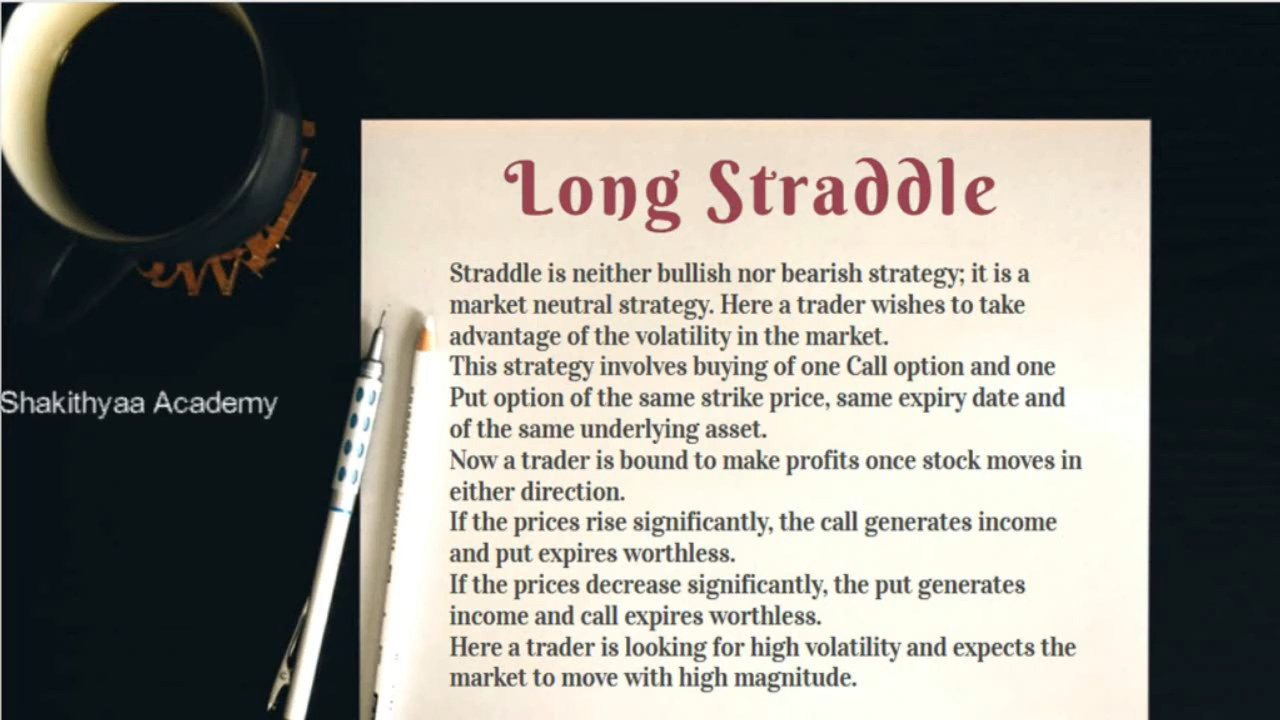 Long Straddle
Straddle is neither bullish nor bearish strategy; it is a
market neutral strategy. Here a trader wishes to take
advantage of the volatility in the market.
This strategy involves buying of one Call option and one
Put option of the same strike price, same expiry date and
of the same underlying asset.
Now a trader is bound to make profits once stock moves in
either direction.
If the prices rise significantly, the call generates income
and put expires worthless.
If the prices decrease significantly, the put generates
income and call expires worthless.
Here a trader is looking for high volatility and expects the
market to move with high magnitude.
Shakithyaa Academy